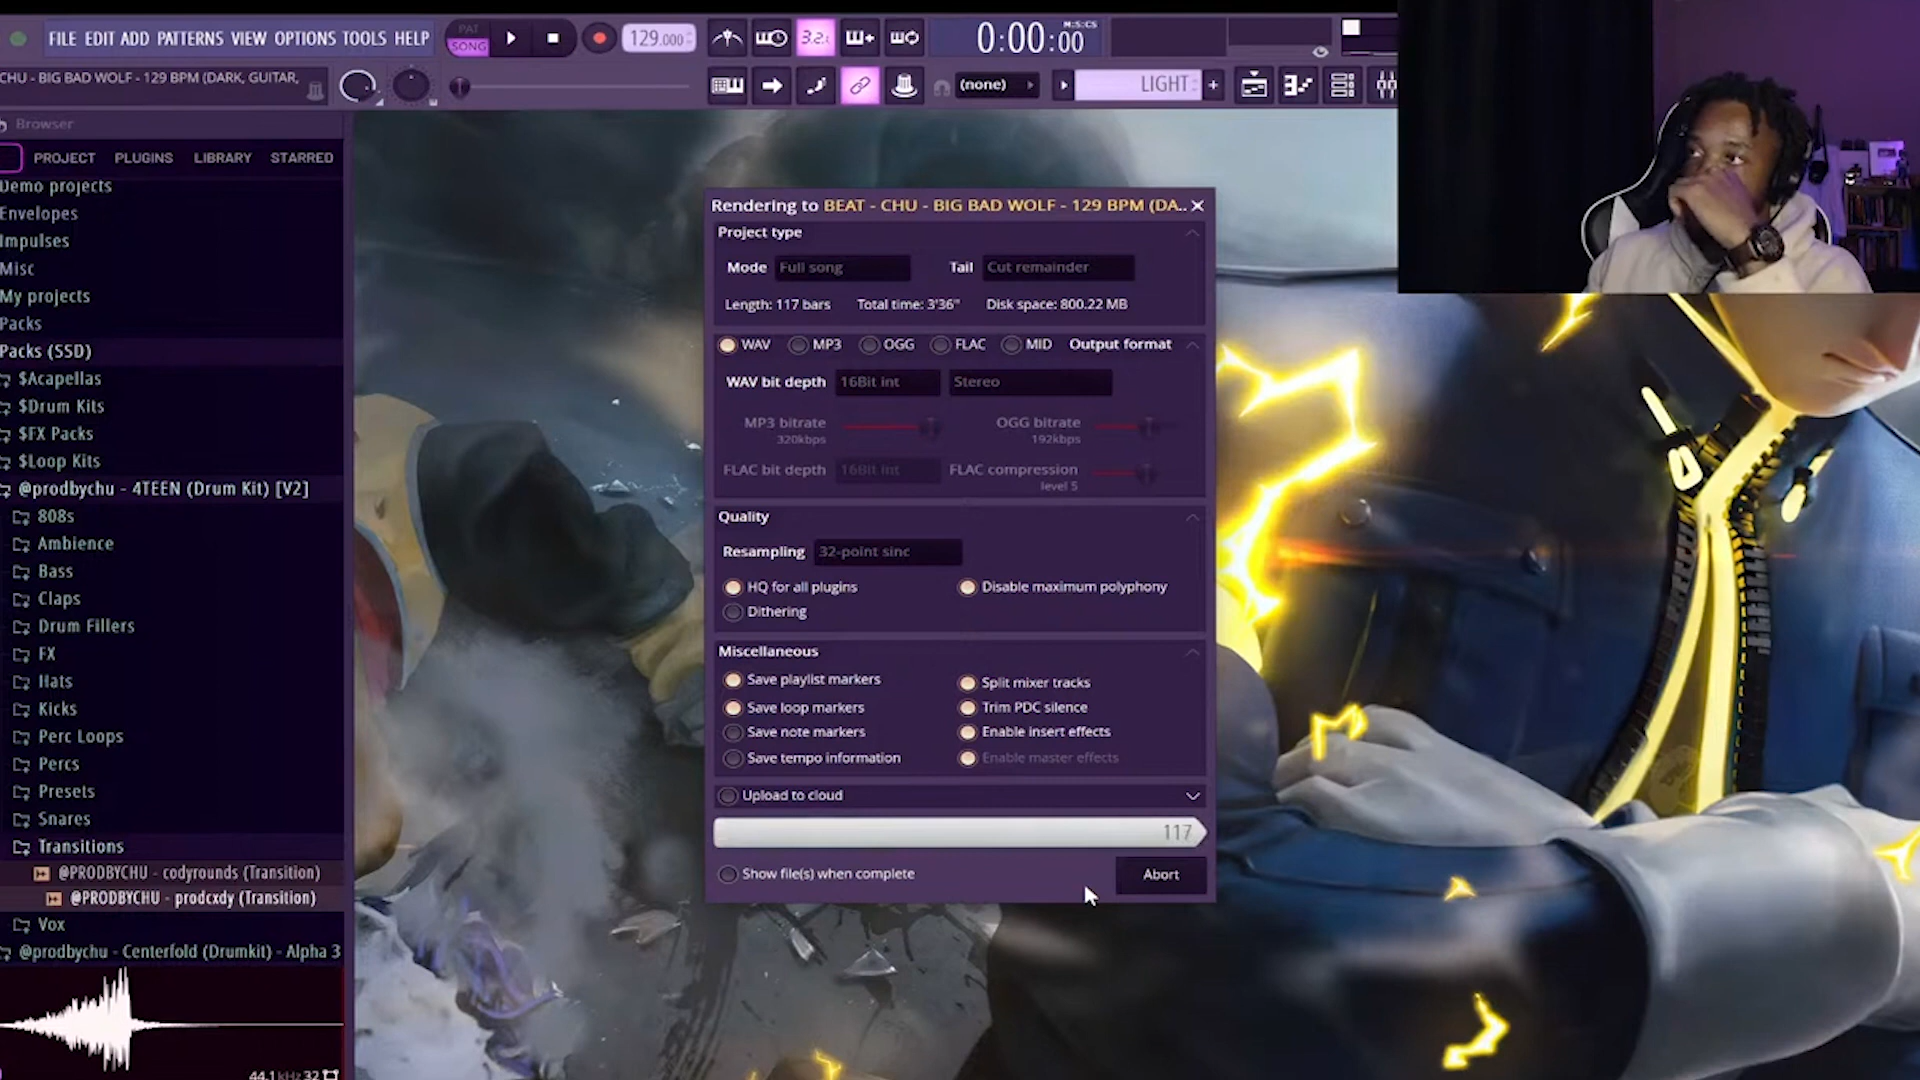 FILE EDIT ADD PATTERNS VIEW OPTIONS TOOLS HELP
PAT
SONG
129.000
3.2.
M:S:CS
0:00:00
CHU - BIG BAD WOLF - 129 BPM (DARK, GUITAR,
(none)
LIGHT
Browser
PROJECT PLUGINS LIBRARY STARRED
Demo projects
Envelopes
Impulses
Misc
My projects
Packs
Packs (SSD)
$Acapellas
$Drum Kits
$FX Packs
$Loop Kits
@prodbychu - 4TEEN (Drum Kit) [V2]
808s
Ambience
Bass
Claps
Drum Fillers
FX
Hats
Kicks
Perc Loops
Percs
Presets
Snares
Transitions
@PRODBYCHU - codyrounds (Transition)
@PRODBYCHU - prodcxdy (Transition)
Vox
@prodbychu - Centerfold (Drumkit) - Alpha 3
44.1kHz 32
Rendering to BEAT - CHU - BIG BAD WOLF - 129 BPM (DA..
Project type
Mode Full song Tail Cut remainder
Length: 117 bars Total time: 3'36" Disk space: 800.22 MB
WAV MP3 OGG FLAC MID Output format
WAV bit depth 16Bit int Stereo
MP3 bitrate OGG bitrate
320kbps 192kbps
FLAC bit depth 16Bit int FLAC compression
level 5
Quality
Resampling 32-point sinc
HQ for all plugins Disable maximum polyphony
Dithering
Miscellaneous
Save playlist markers Split mixer tracks
Save loop markers Trim PDC silence
Save note markers Enable insert effects
Save tempo information Enable master effects
Upload to cloud
117
Show file(s) when complete Abort